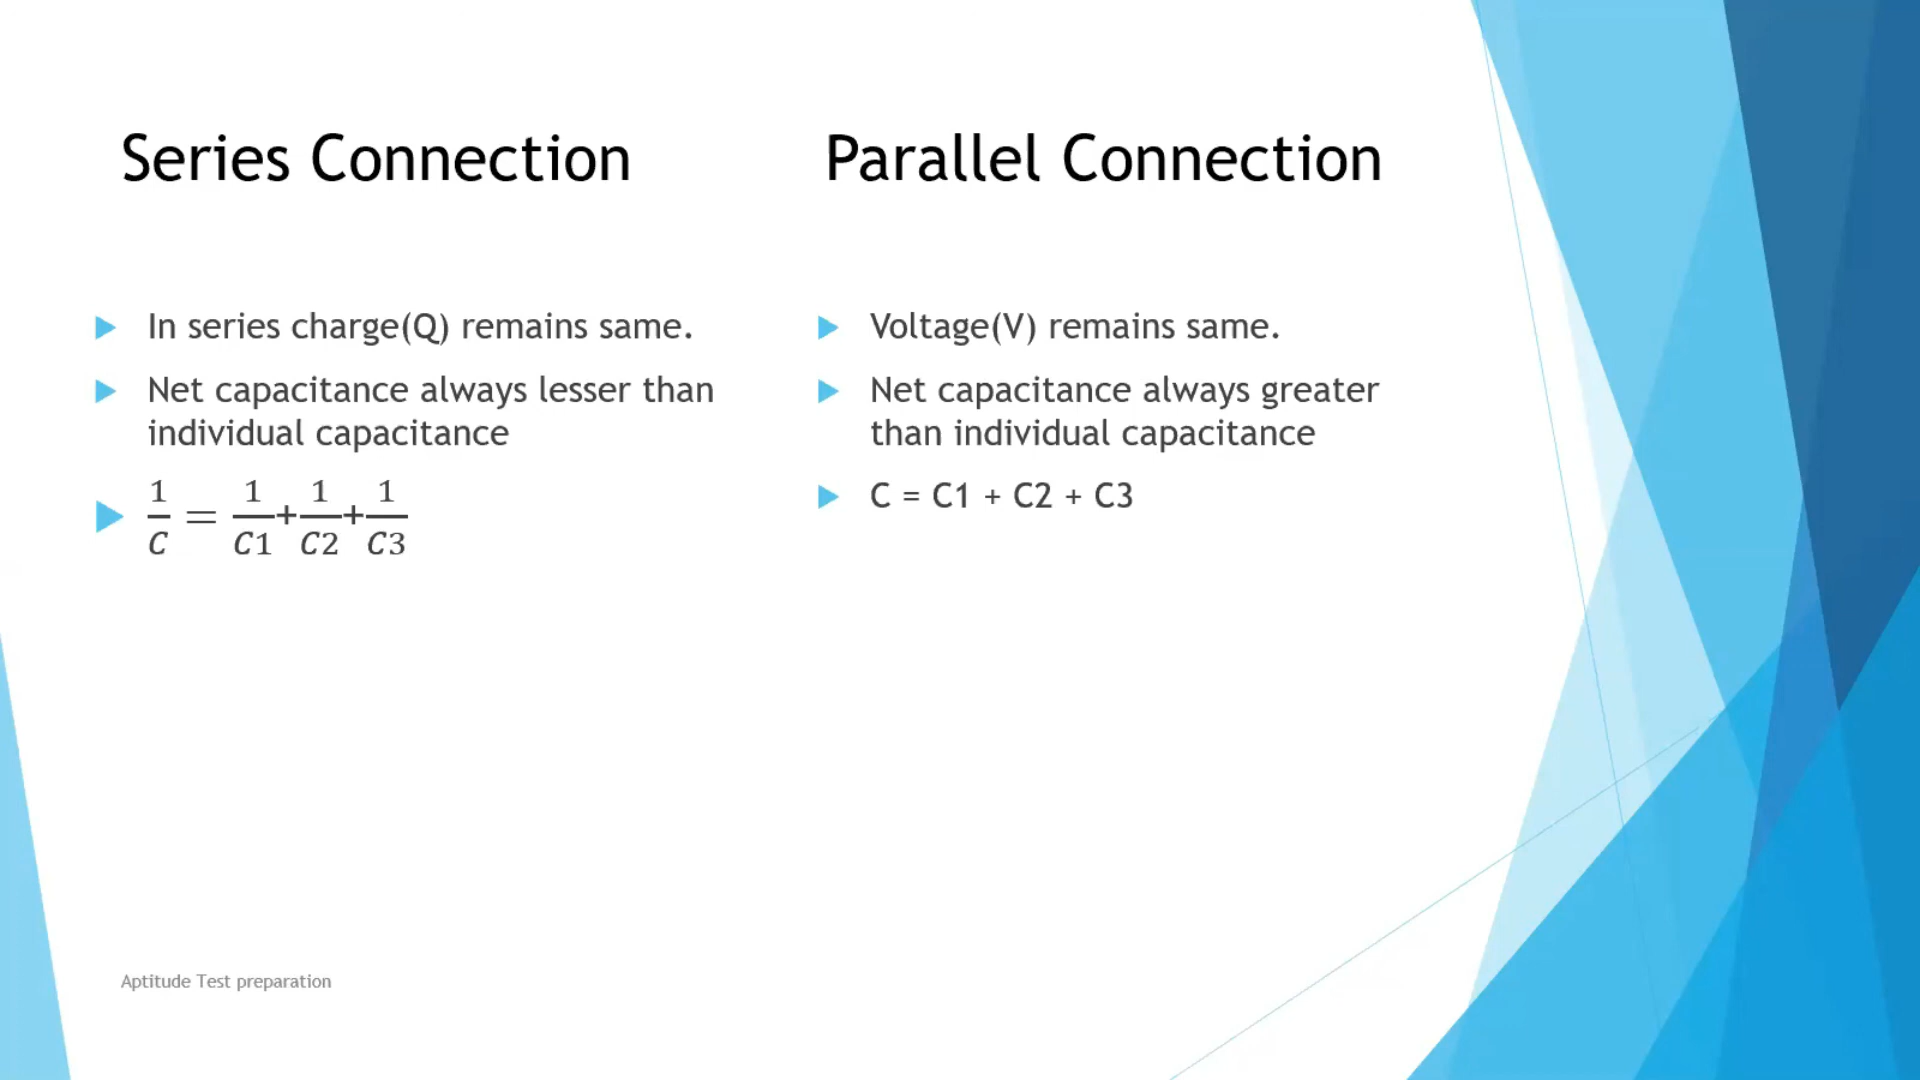 Series Connection
In series charge(Q) remains same.
Net capacitance always lesser than
individual capacitance
1/C = 1/C1+1/C2+1/C3
Parallel Connection
Voltage(V) remains same.
Net capacitance always greater
than individual capacitance
C = C1 + C2 + C3
Aptitude Test preparation